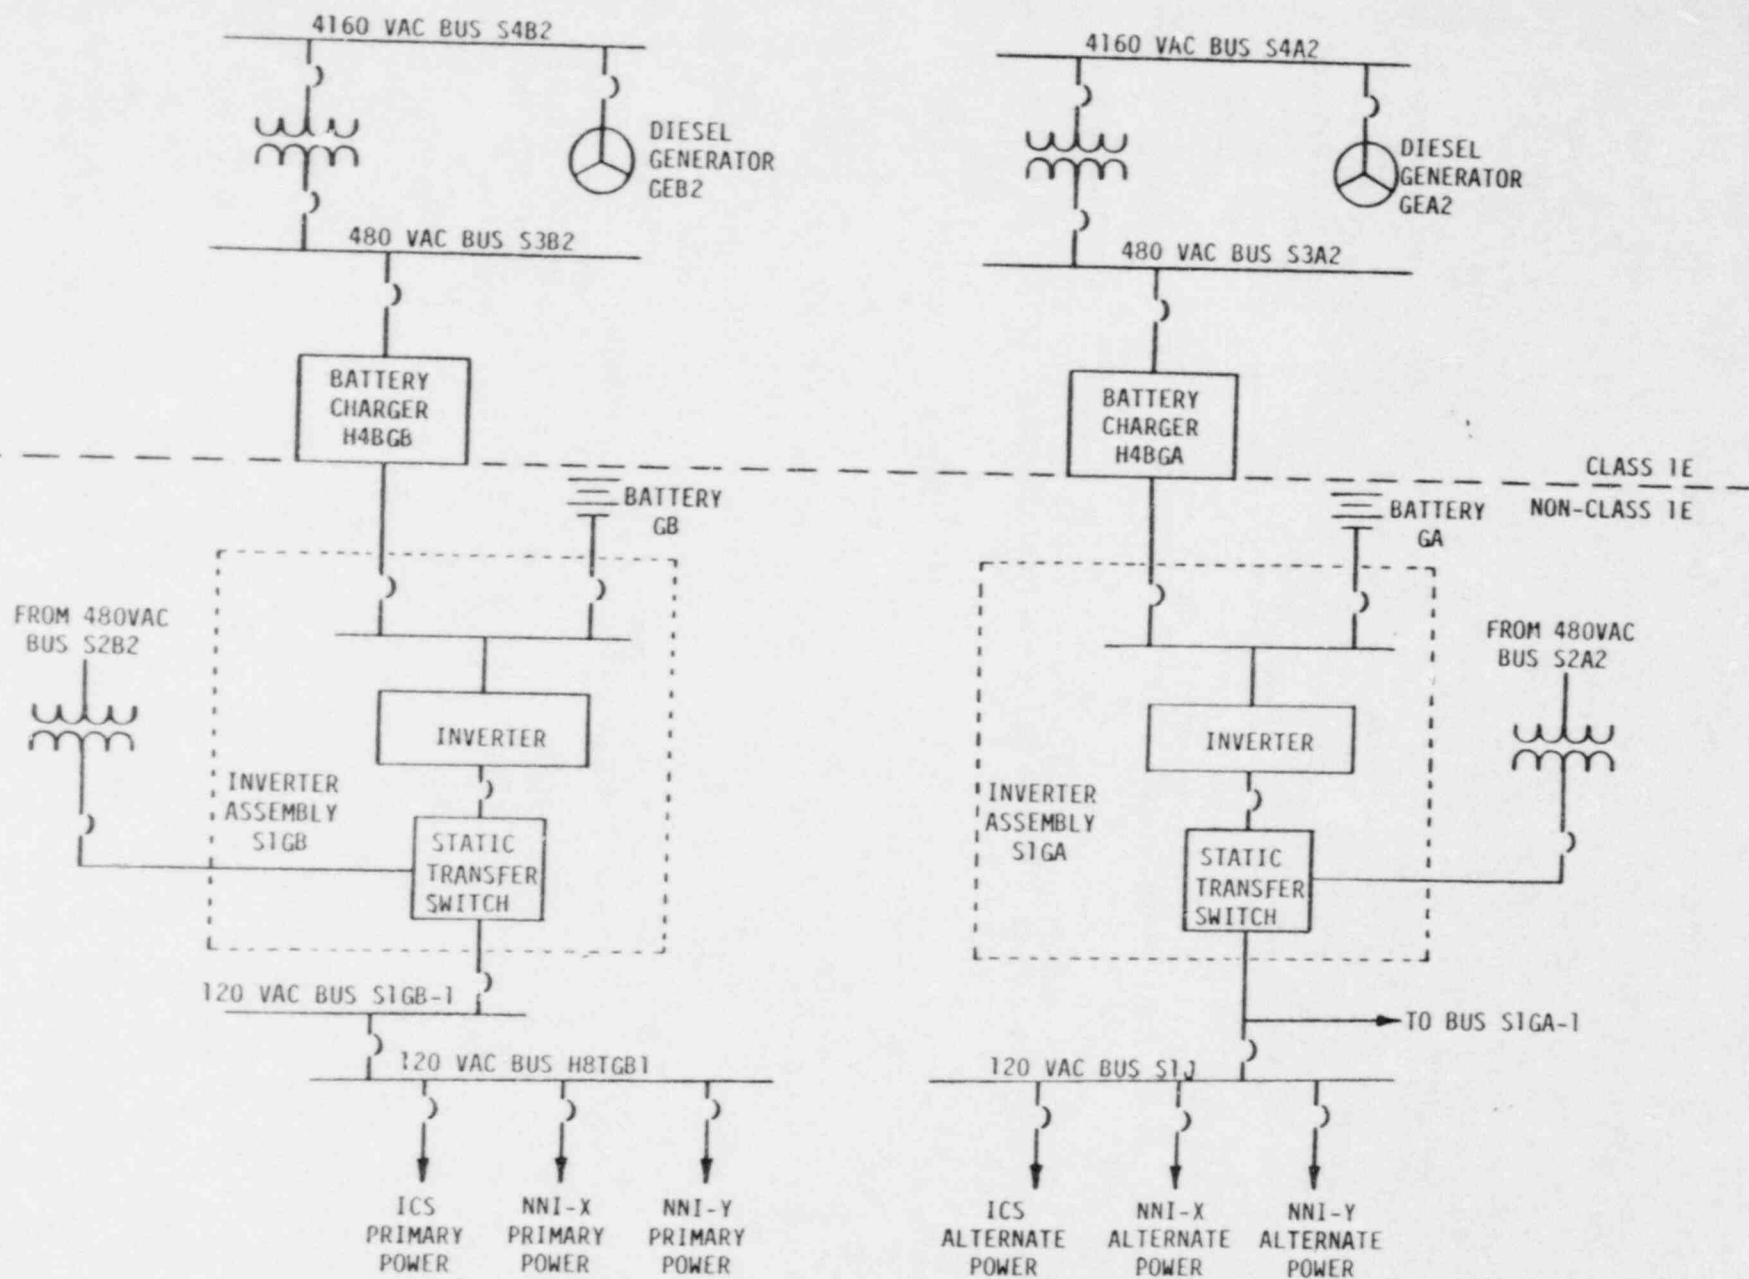 4160 VAC BUS S4B2
4160 VAC BUS S4A2
DIESEL
GENERATOR
GEB2
DIESEL
GENERATOR
GEA2
480 VAC BUS S3B2
480 VAC BUS S3A2
BATTERY
CHARGER
H4BGB
BATTERY
CHARGER
H4BGA
CLASS 1E
NON-CLASS 1E
BATTERY
GB
BATTERY
GA
FROM 480VAC
BUS S2B2
FROM 480VAC
BUS S2A2
INVERTER
INVERTER
INVERTER
ASSEMBLY
S1GB
INVERTER
ASSEMBLY
S1GA
STATIC
TRANSFER
SWITCH
STATIC
TRANSFER
SWITCH
120 VAC BUS S1GB-1
TO BUS S1GA-1
120 VAC BUS H8TGB1
120 VAC BUS S1J
ICS
PRIMARY
POWER
NNI-X
PRIMARY
POWER
NNI-Y
PRIMARY
POWER
ICS
ALTERNATE
POWER
NNI-X
ALTERNATE
POWER
NNI-Y
ALTERNATE
POWER